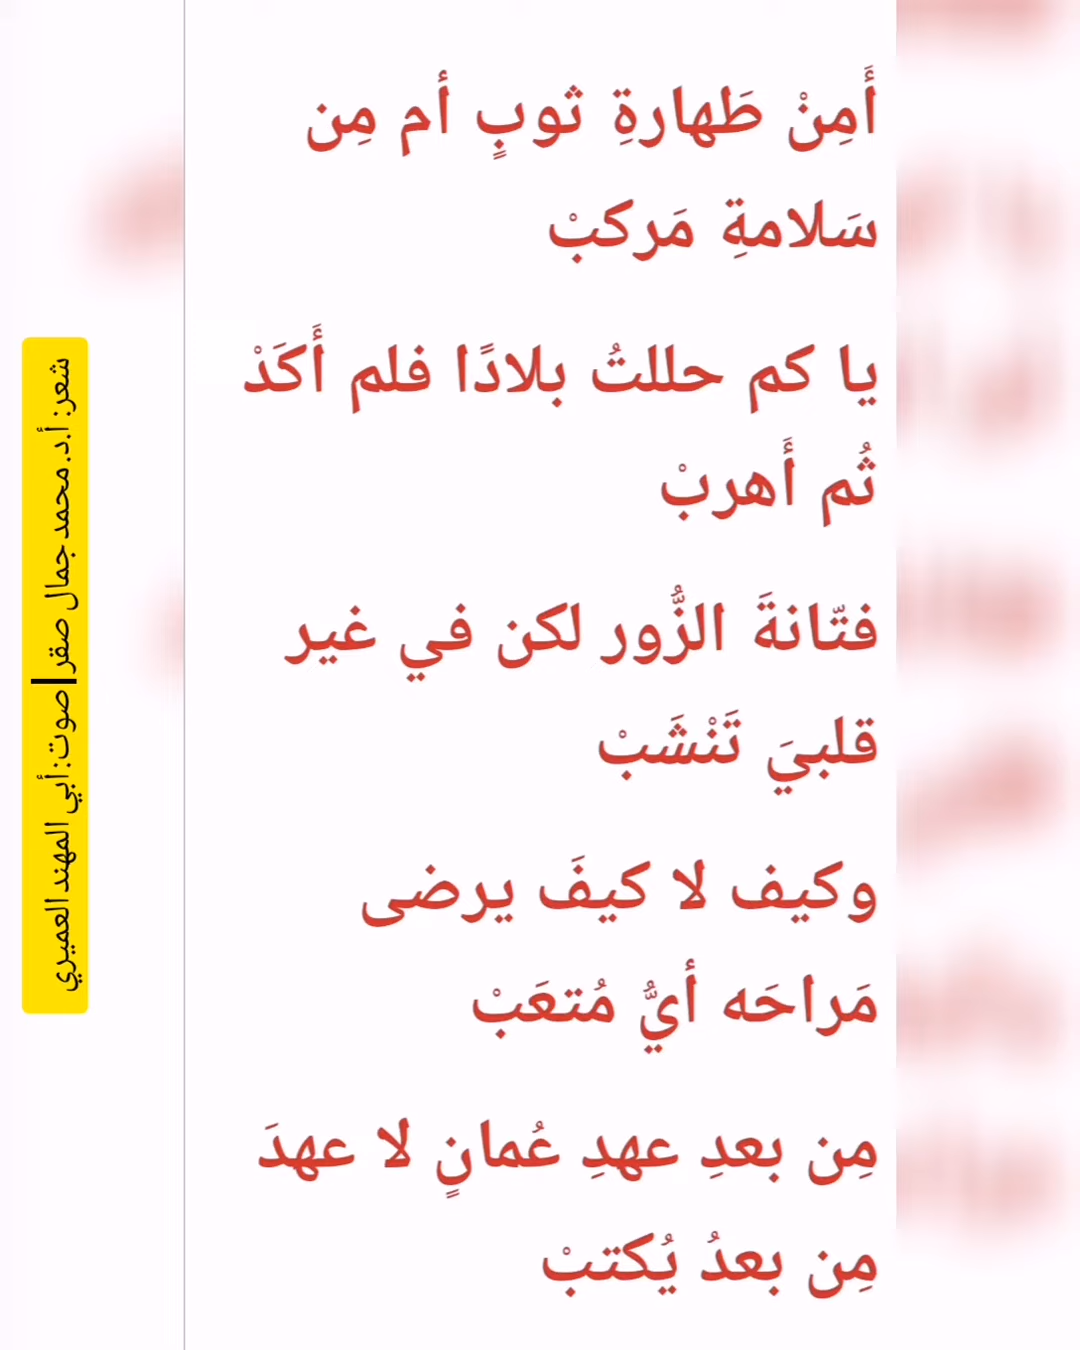 أَمِنْ طَهارةِ ثوبٍ أم مِن
سَلامةِ مَركبْ
يا كم حللتُ بلادًا فلم أَكَدْ
ثُم أَهربْ
فتّانةَ الزُّور لكن في غير
قلبيَ تَنْشَبْ
وكيف لا كيفَ يرضى
مَراحَه أيُّ مُتعَبْ
مِن بعدِ عهدِ عُمانٍ لا عهدَ
مِن بعدُ يُكتبْ
شعر: أ.د. محمد جمال صقر | صوت: أبي المهند العميري